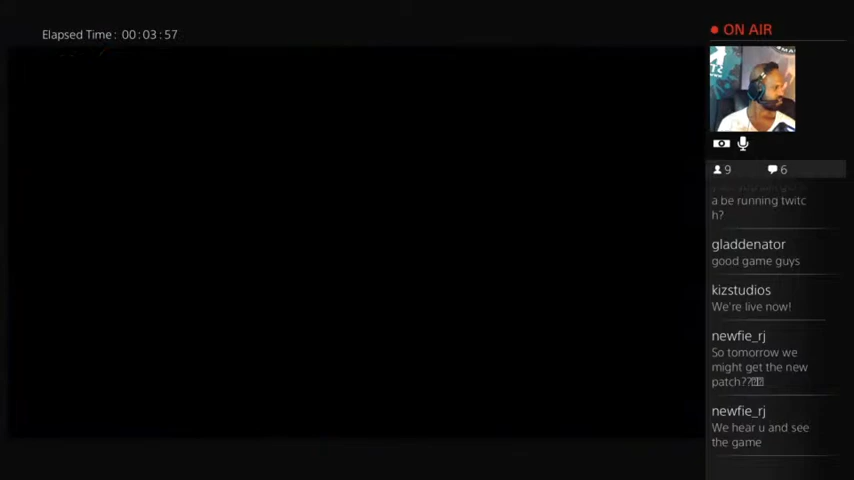 Elapsed Time: 00:03:57
ON AIR
9
6
a be running twitc
h?
gladdenator
good game guys
kizstudios
We're live now!
newfie_rj
So tomorrow we
might get the new
patch??
newfie_rj
We hear u and see
the game